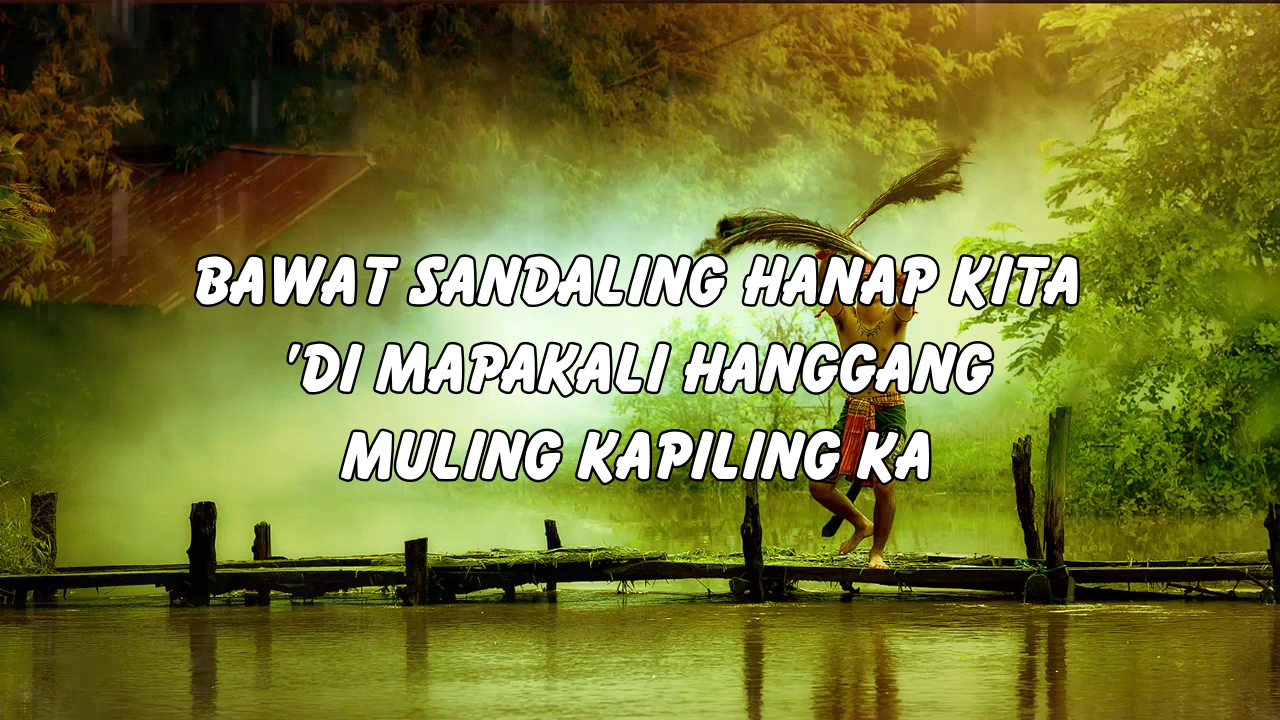 BAWAT SANDALING HANAP KITA
'DI MAPAKALI HANGGANG
MULING KAPILING KA